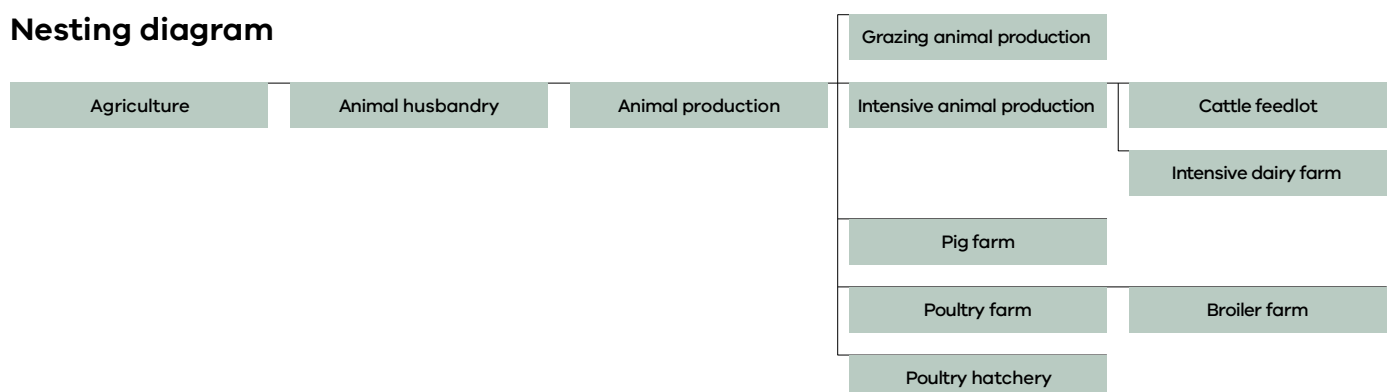 Nesting diagram
Grazing animal production
Agriculture
Animal husbandry
Animal production
Intensive animal production
Cattle feedlot
Intensive dairy farm
Pig farm
Poultry farm
Broiler farm
Poultry hatchery